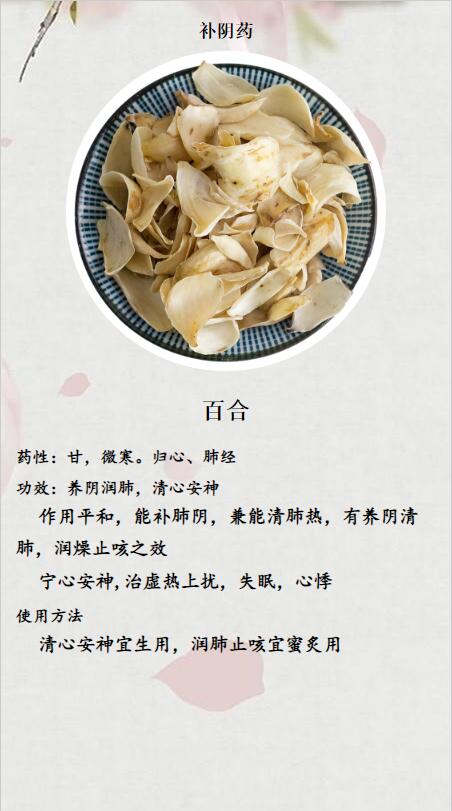 补阴药
百合
药性：甘，微寒。归心、肺经
功效：养阴润肺，清心安神
作用平和，能补肺阴，兼能清肺热，有养阴清
肺，润燥止咳之效
宁心安神,治虚热上扰，失眠，心悸
使用方法
清心安神宜生用，润肺止咳宜蜜炙用